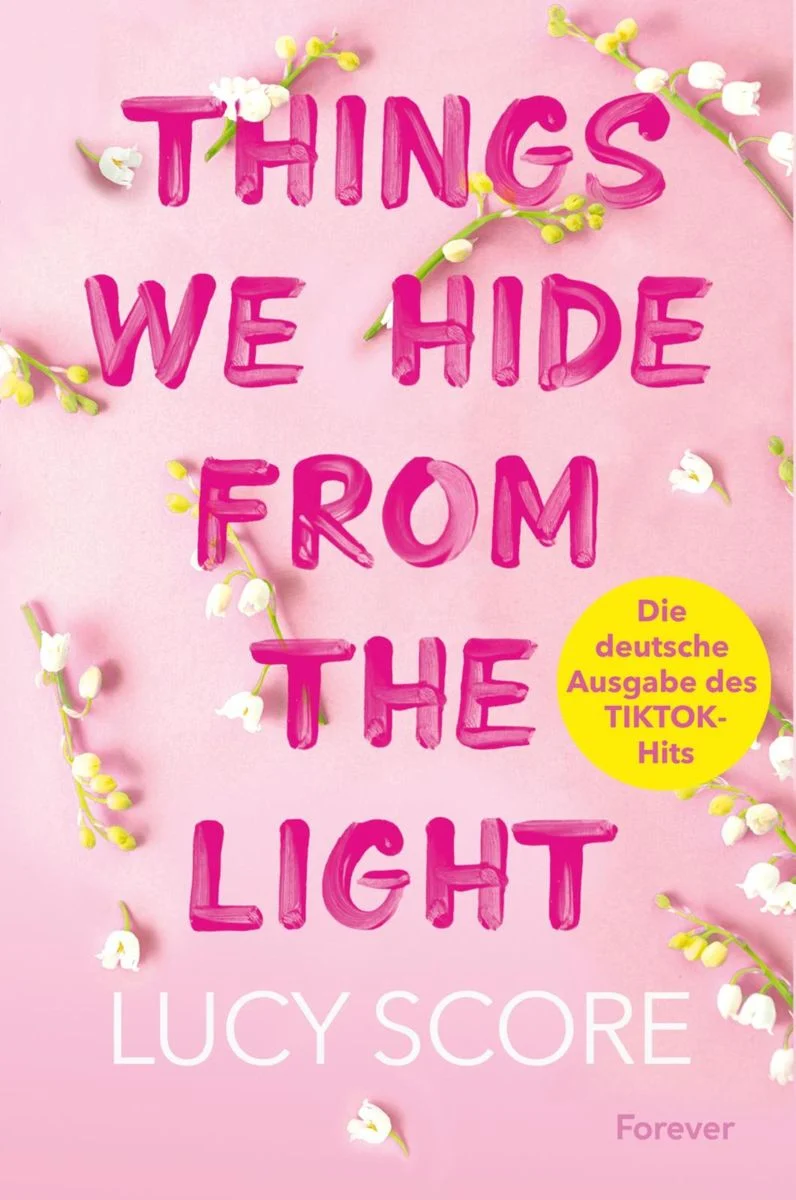 THINGS
WE HIDE
FROM
THE
LIGHT
Die
deutsche
Ausgabe des
TIKTOK-
Hits
LUCY SCORE
Forever